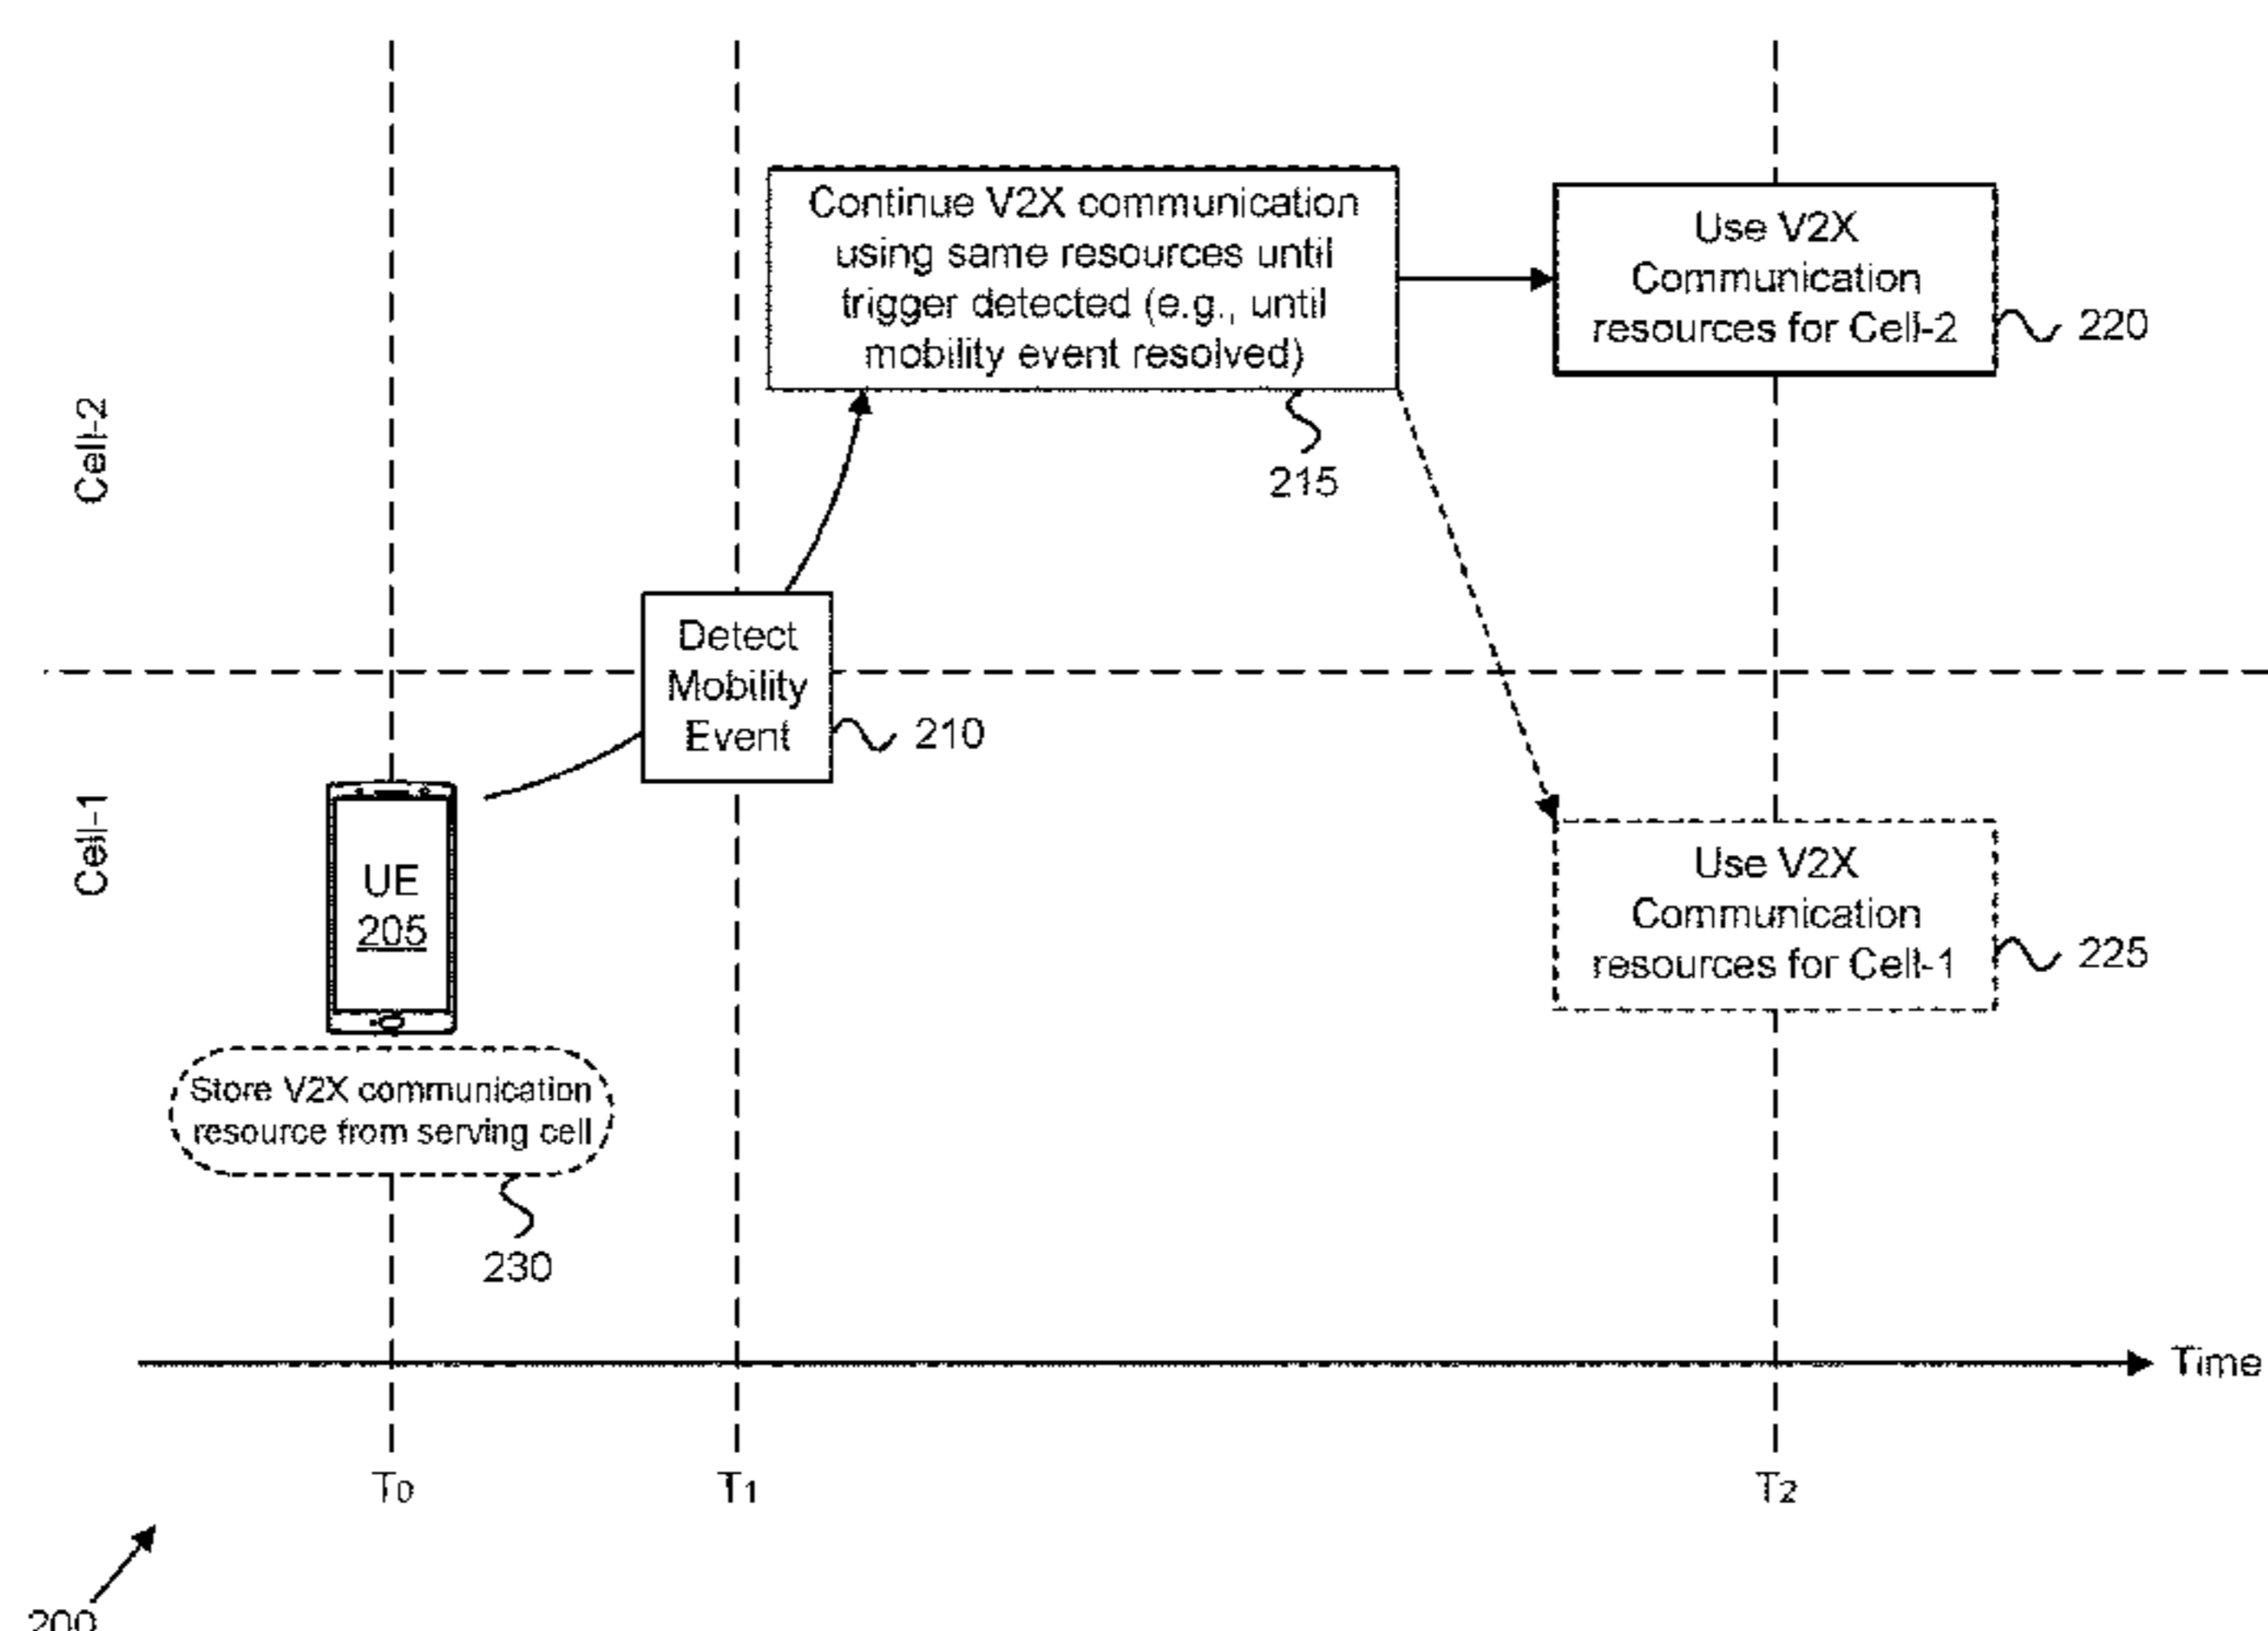 Continue V2X communication
using same resources until
trigger detected (e.g., until
mobility event resolved)
215
Use V2X
Communication
resources for Cell-2
220
Cell-2
Detect
Mobility
Event
210
Cell-1
UE
205
Store V2X communication
resource from serving cell
230
Use V2X
Communication
resources for Cell-1
225
Time
T0
T1
T2
200